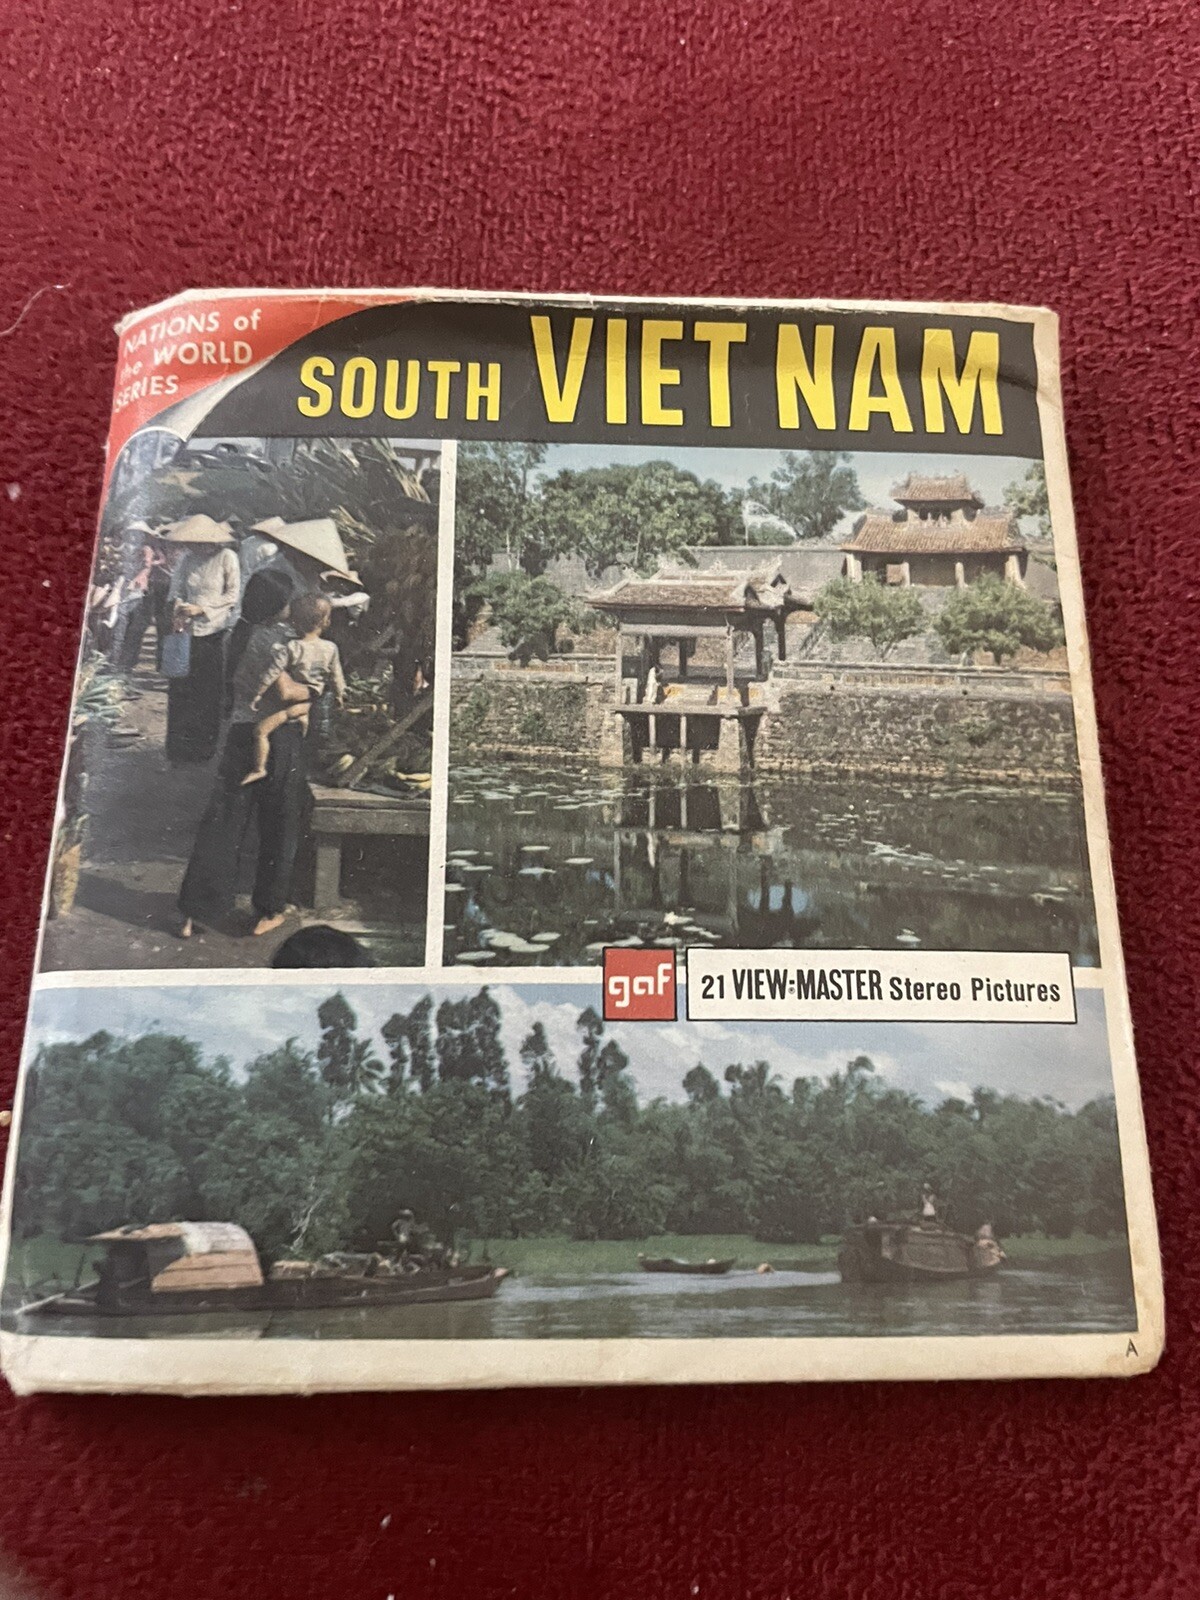 NATIONS of
the WORLD
SERIES
SOUTH VIET NAM
gaf
21 VIEW-MASTER® Stereo Pictures
A